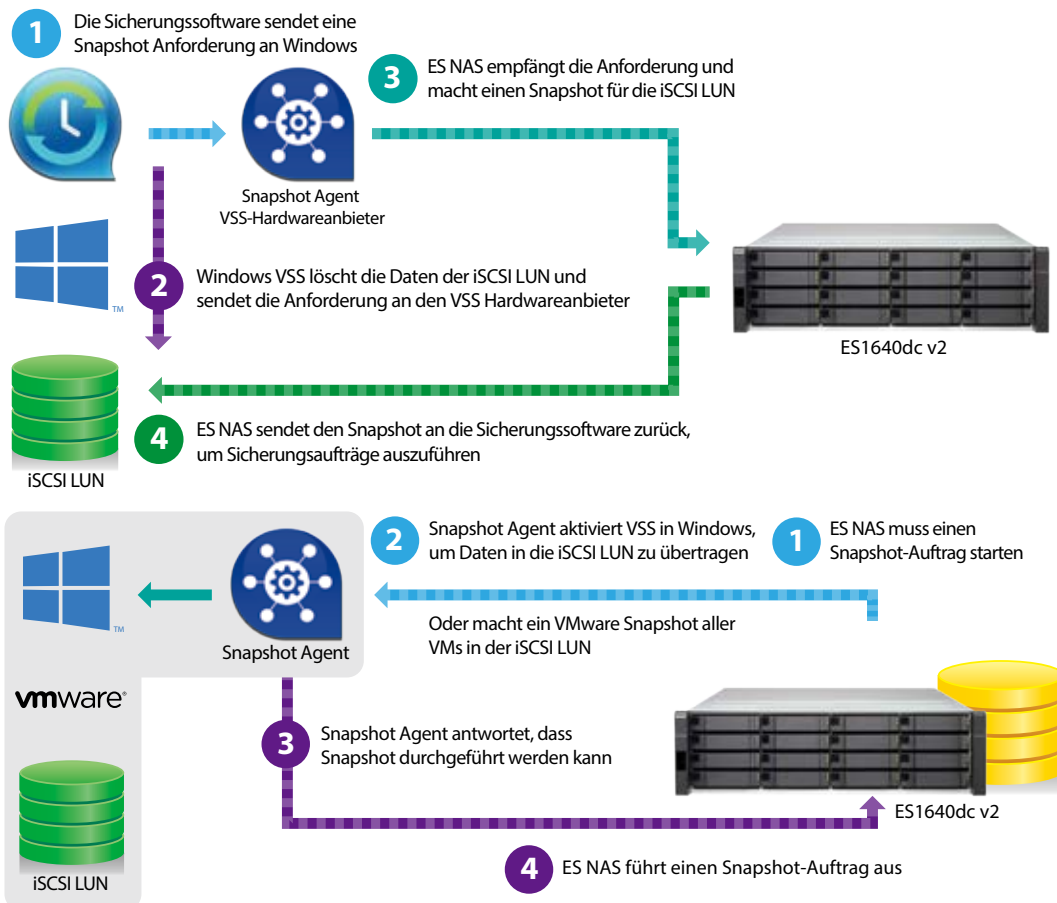 1
Die Sicherungssoftware sendet eine
Snapshot Anforderung an Windows
3
ES NAS empfängt die Anforderung und
macht einen Snapshot für die iSCSI LUN
Snapshot Agent
VSS-Hardwareanbieter
TM
2
Windows VSS löscht die Daten der iSCSI LUN und
sendet die Anforderung an den VSS Hardwareanbieter
ES1640dc v2
iSCSI LUN
4
ES NAS sendet den Snapshot an die Sicherungssoftware zurück,
um Sicherungsaufträge auszuführen
1
ES NAS muss einen
Snapshot-Auftrag starten
2
Snapshot Agent aktiviert VSS in Windows,
um Daten in die iSCSI LUN zu übertragen
Oder macht ein VMware Snapshot aller
VMs in der iSCSI LUN
TM
Snapshot Agent
vmware®
3
Snapshot Agent antwortet, dass
Snapshot durchgeführt werden kann
ES1640dc v2
iSCSI LUN
4
ES NAS führt einen Snapshot-Auftrag aus